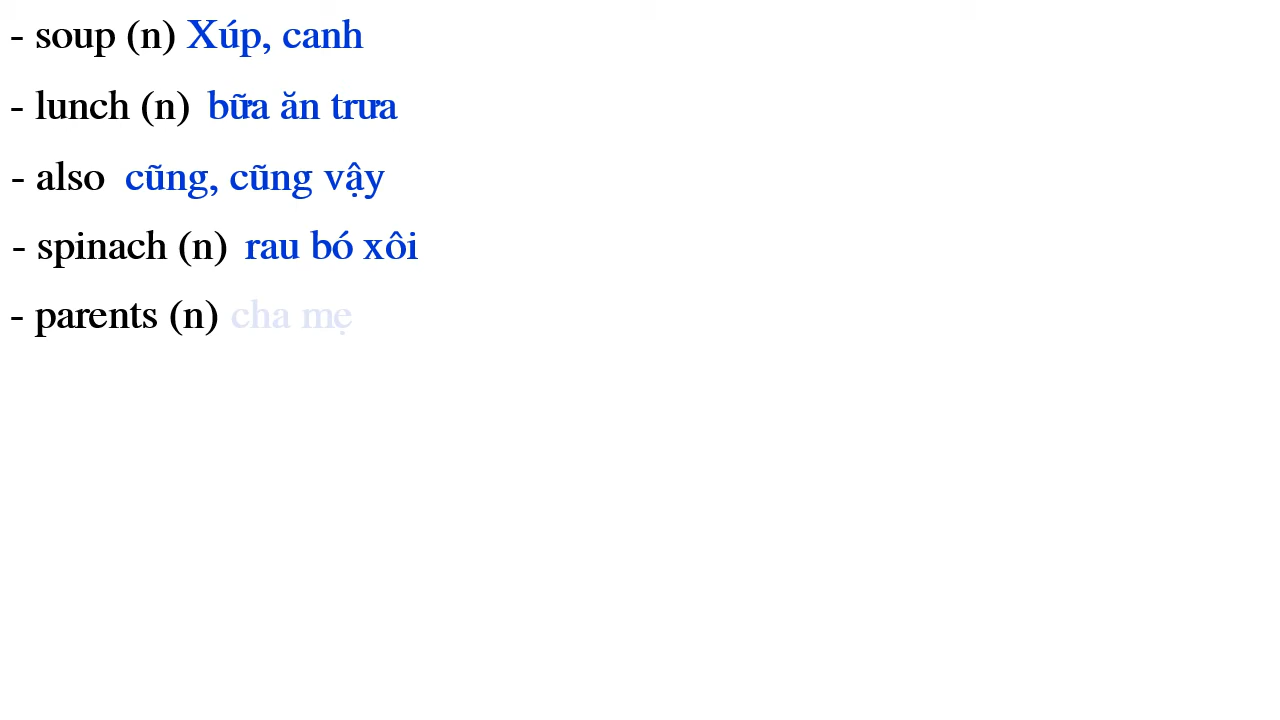 - soup (n) Xúp, canh
- lunch (n) bữa ăn trưa
- also cũng, cũng vậy
- spinach (n) rau bó xôi
- parents (n) cha mẹ